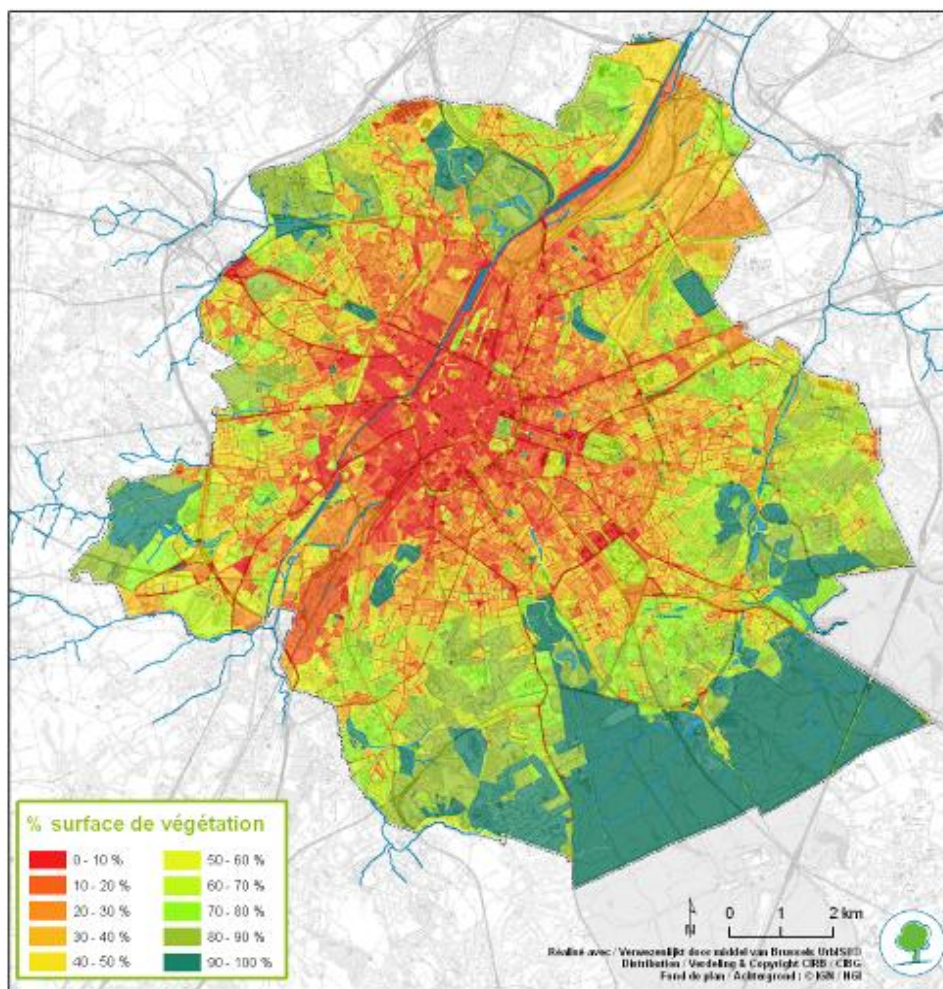 % surface de végétation
0 - 10 %
10 - 20 %
20 - 30 %
30 - 40 %
40 - 50 %
50 - 60 %
60 - 70 %
70 - 80 %
80 - 90 %
90 - 100 %
N
0 1 2 km
Réalisé avec / Verwezenlijkt door middel van Brussels UrbIS®©
Distribution / Verdeling & Copyright CIRB / CIBG
Fond de plan / Achtergrond : © IGN / NGI